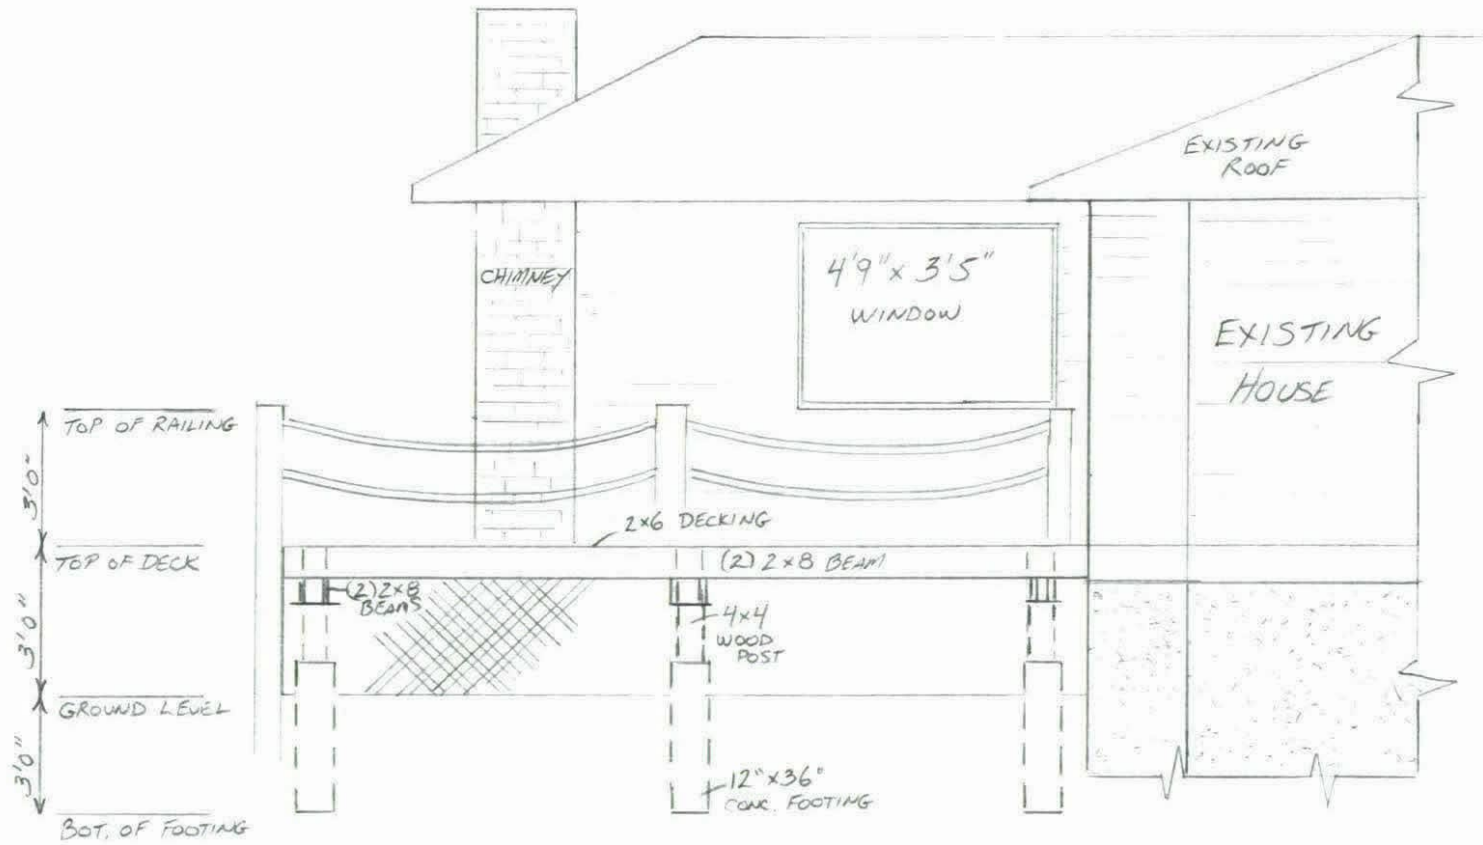 EXISTING
ROOF
CHIMNEY
4'9" x 3'5"
WINDOW
EXISTING
HOUSE
TOP OF RAILING
3'0"
2x6 DECKING
TOP OF DECK
(2) 2x8 BEAM
(2) 2x8
BEAMS
3'0"
4x4
WOOD
POST
GROUND LEVEL
3'0"
12" x 36"
CONC. FOOTING
BOT. OF FOOTING